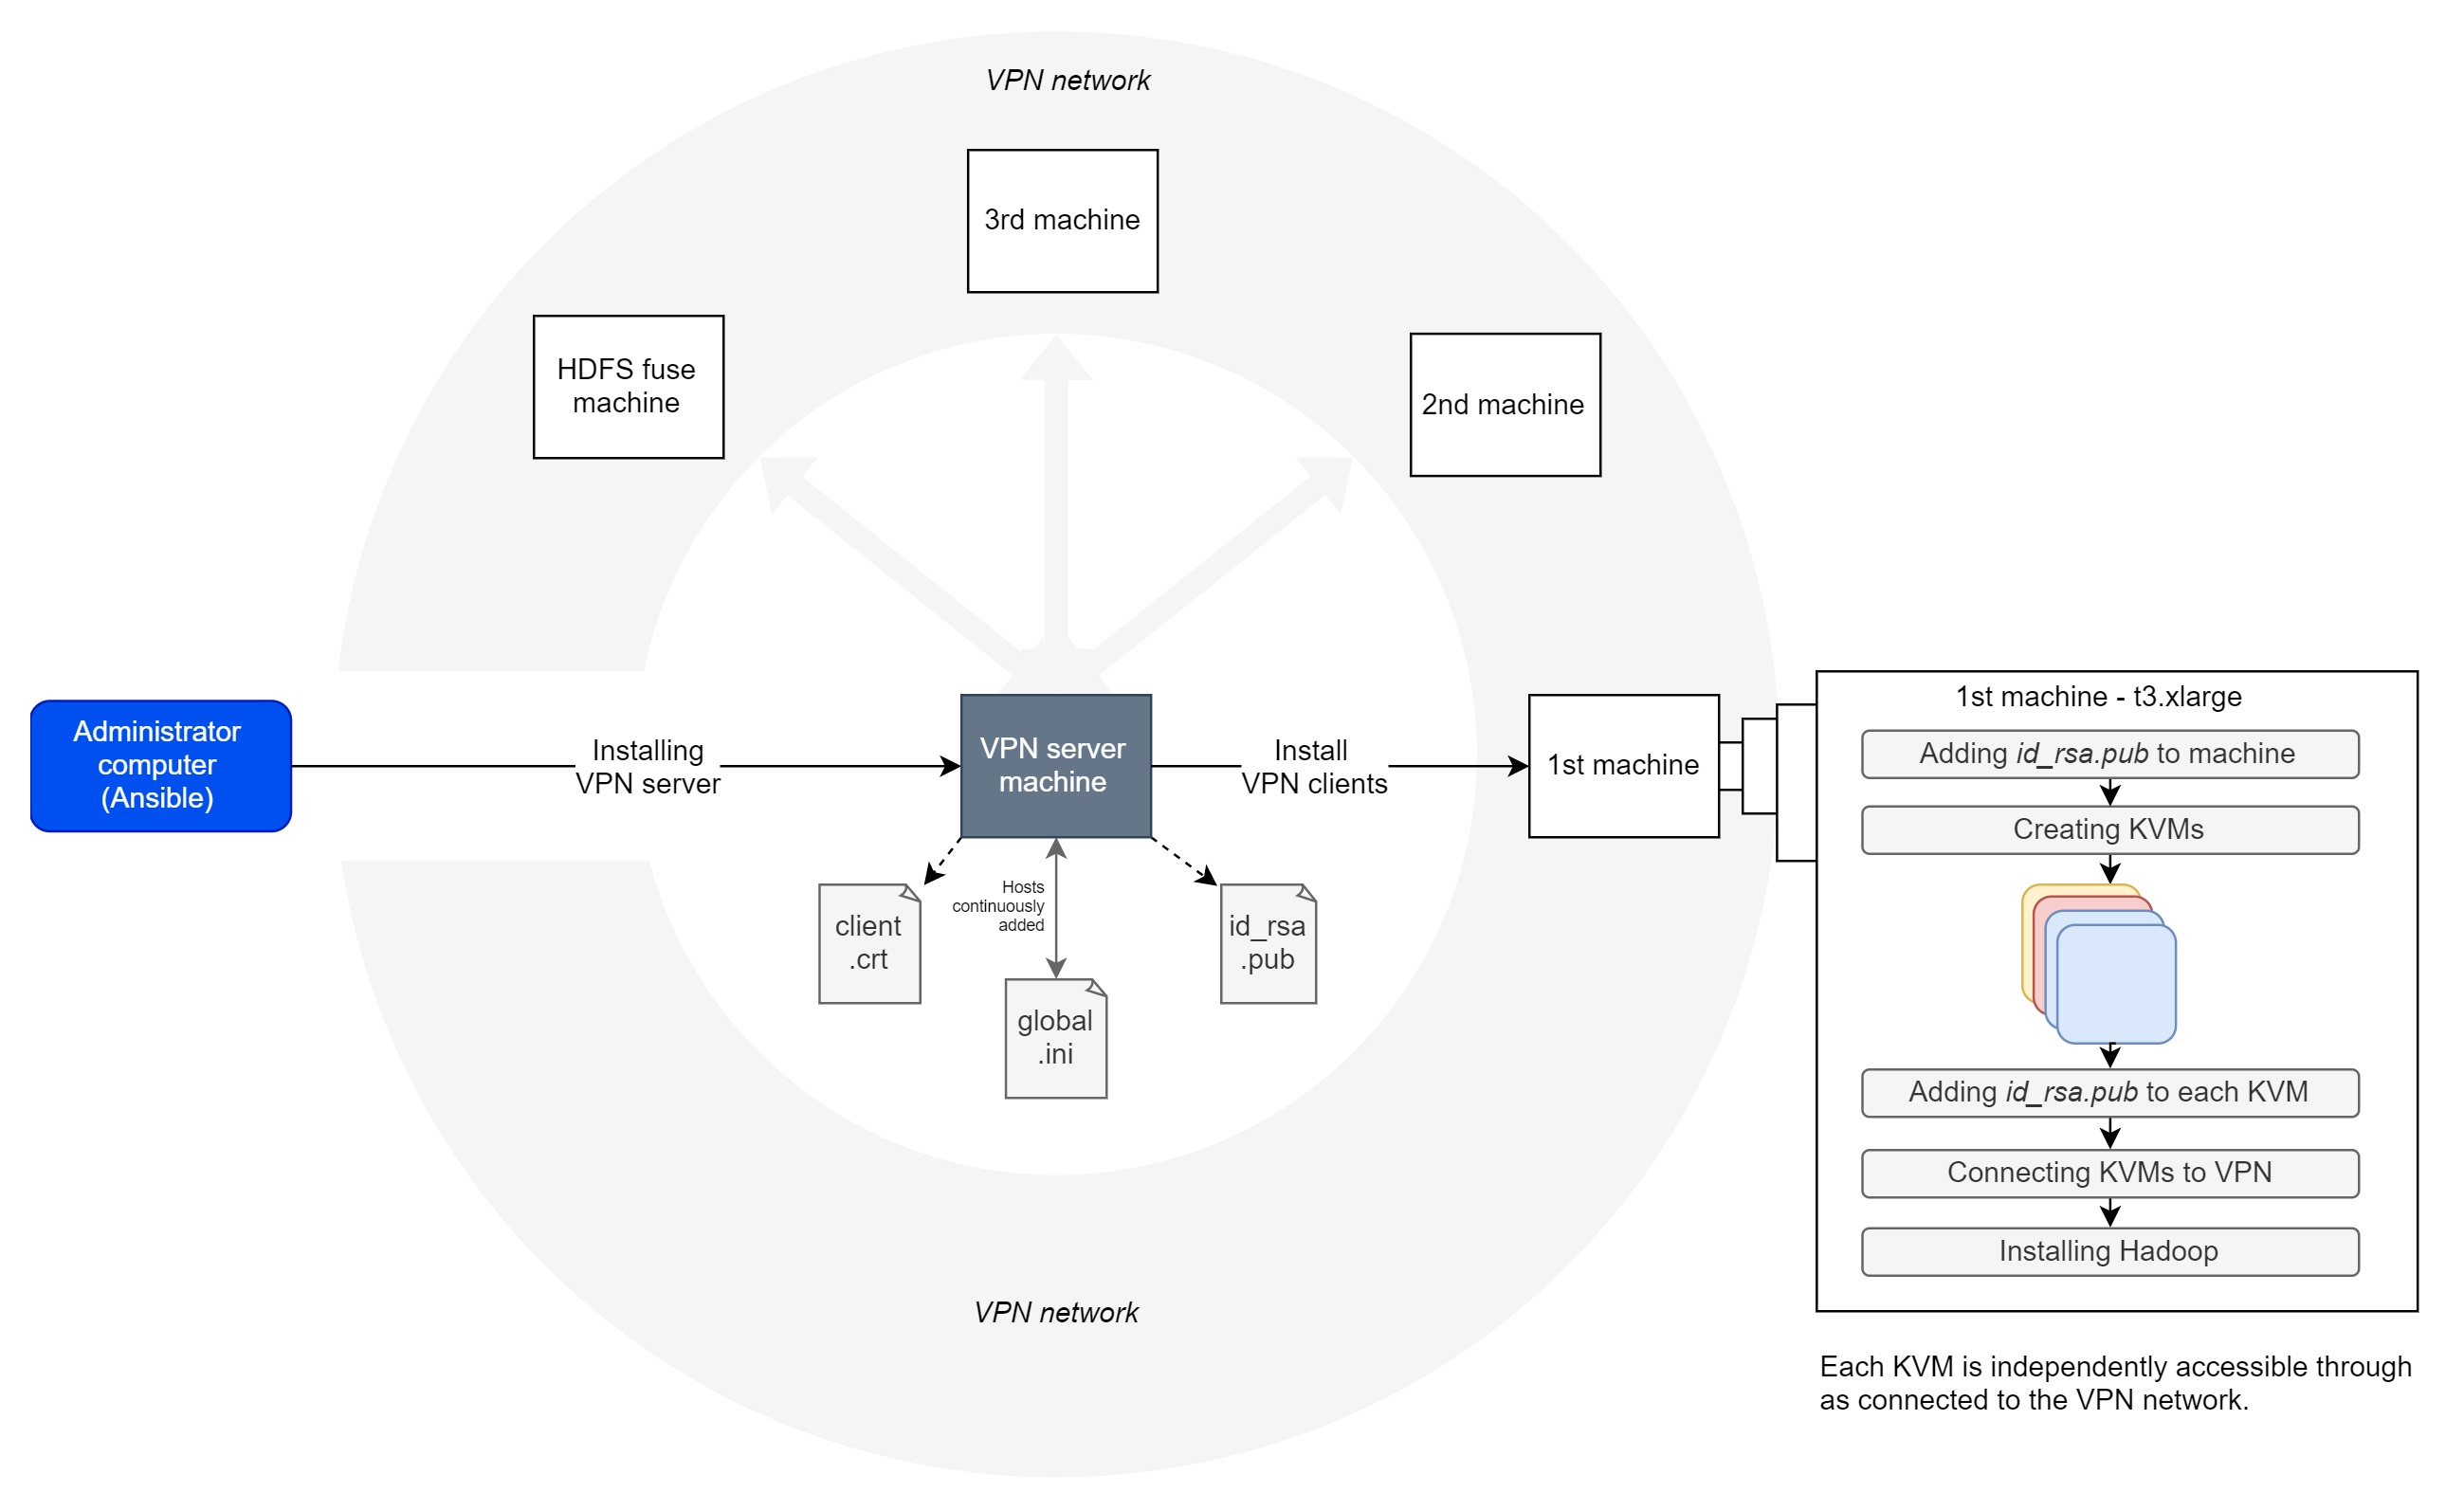 VPN network
3rd machine
HDFS fuse
machine
2nd machine
Administrator
computer
(Ansible)
Installing
VPN server
VPN server
machine
Install
VPN clients
1st machine
client
.crt
Hosts
continuously
added
global
.ini
id_rsa
.pub
VPN network
1st machine - t3.xlarge
Adding id_rsa.pub to machine
Creating KVMs
Adding id_rsa.pub to each KVM
Connecting KVMs to VPN
Installing Hadoop
Each KVM is independently accessible through
as connected to the VPN network.